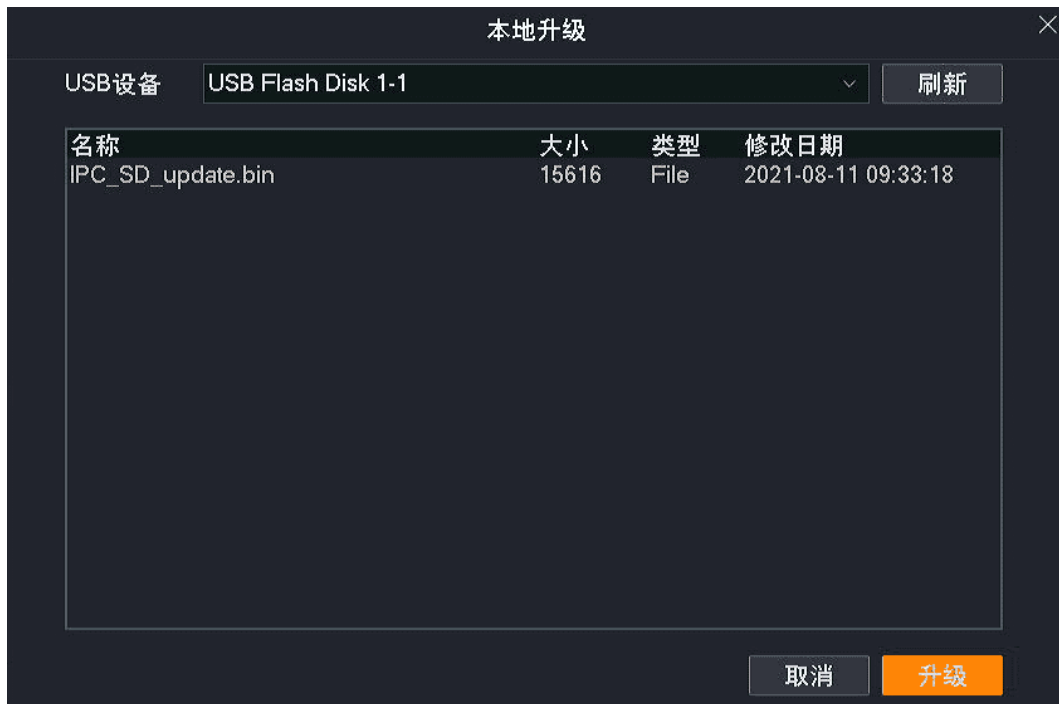 本地升级
USB设备 USB Flash Disk 1-1 刷新
名称 大小 类型 修改日期
IPC_SD_update.bin 15616 File 2021-08-11 09:33:18
取消 升级